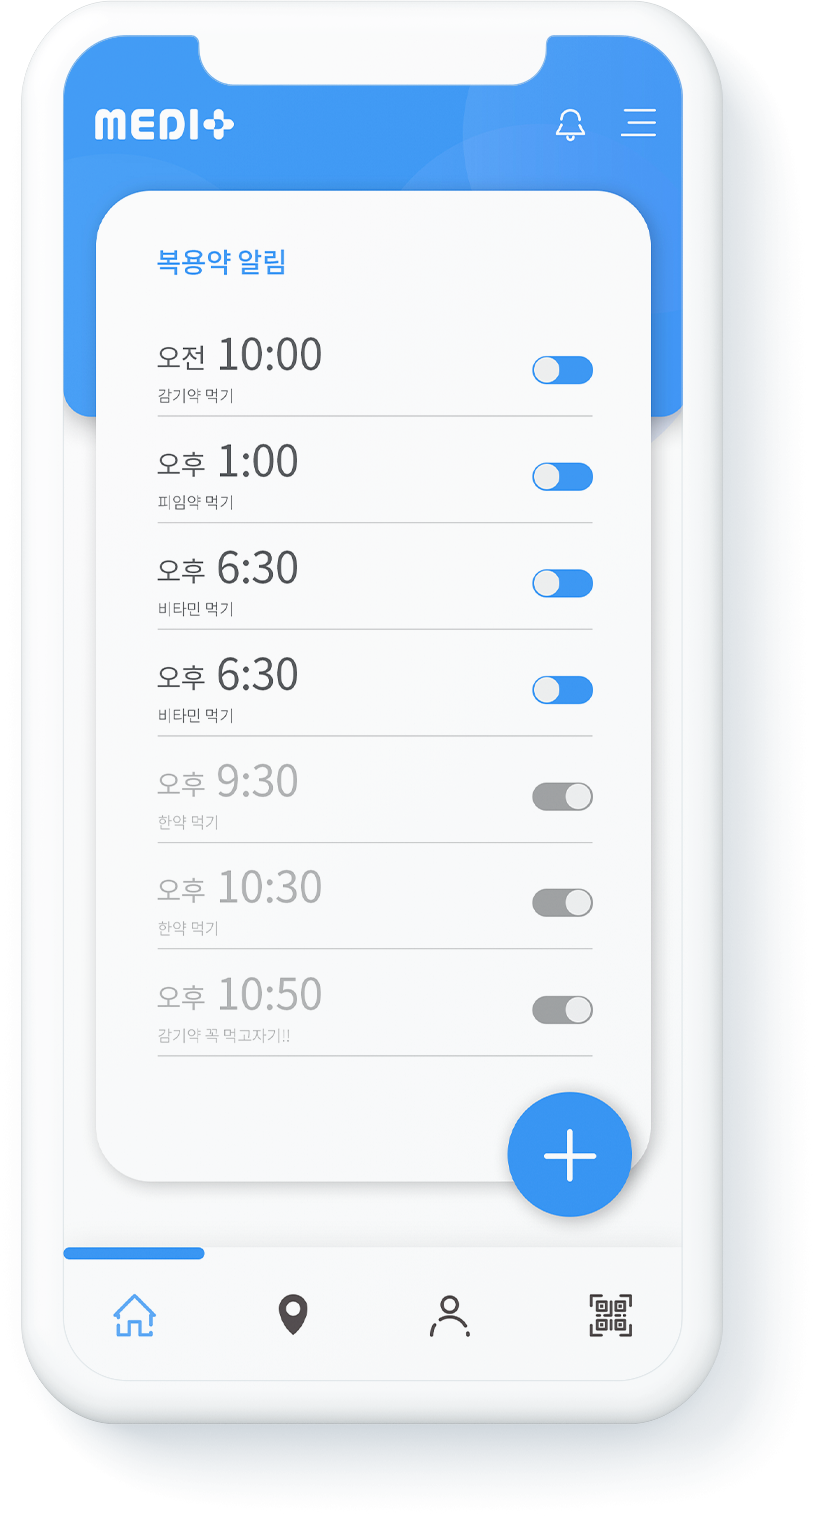 MEDI+
복용약 알림
오전 10:00
감기약 먹기
오후 1:00
피임약 먹기
오후 6:30
비타민 먹기
오후 6:30
비타민 먹기
오후 9:30
한약 먹기
오후 10:30
한약 먹기
오후 10:50
감기약 꼭 먹고자기!!